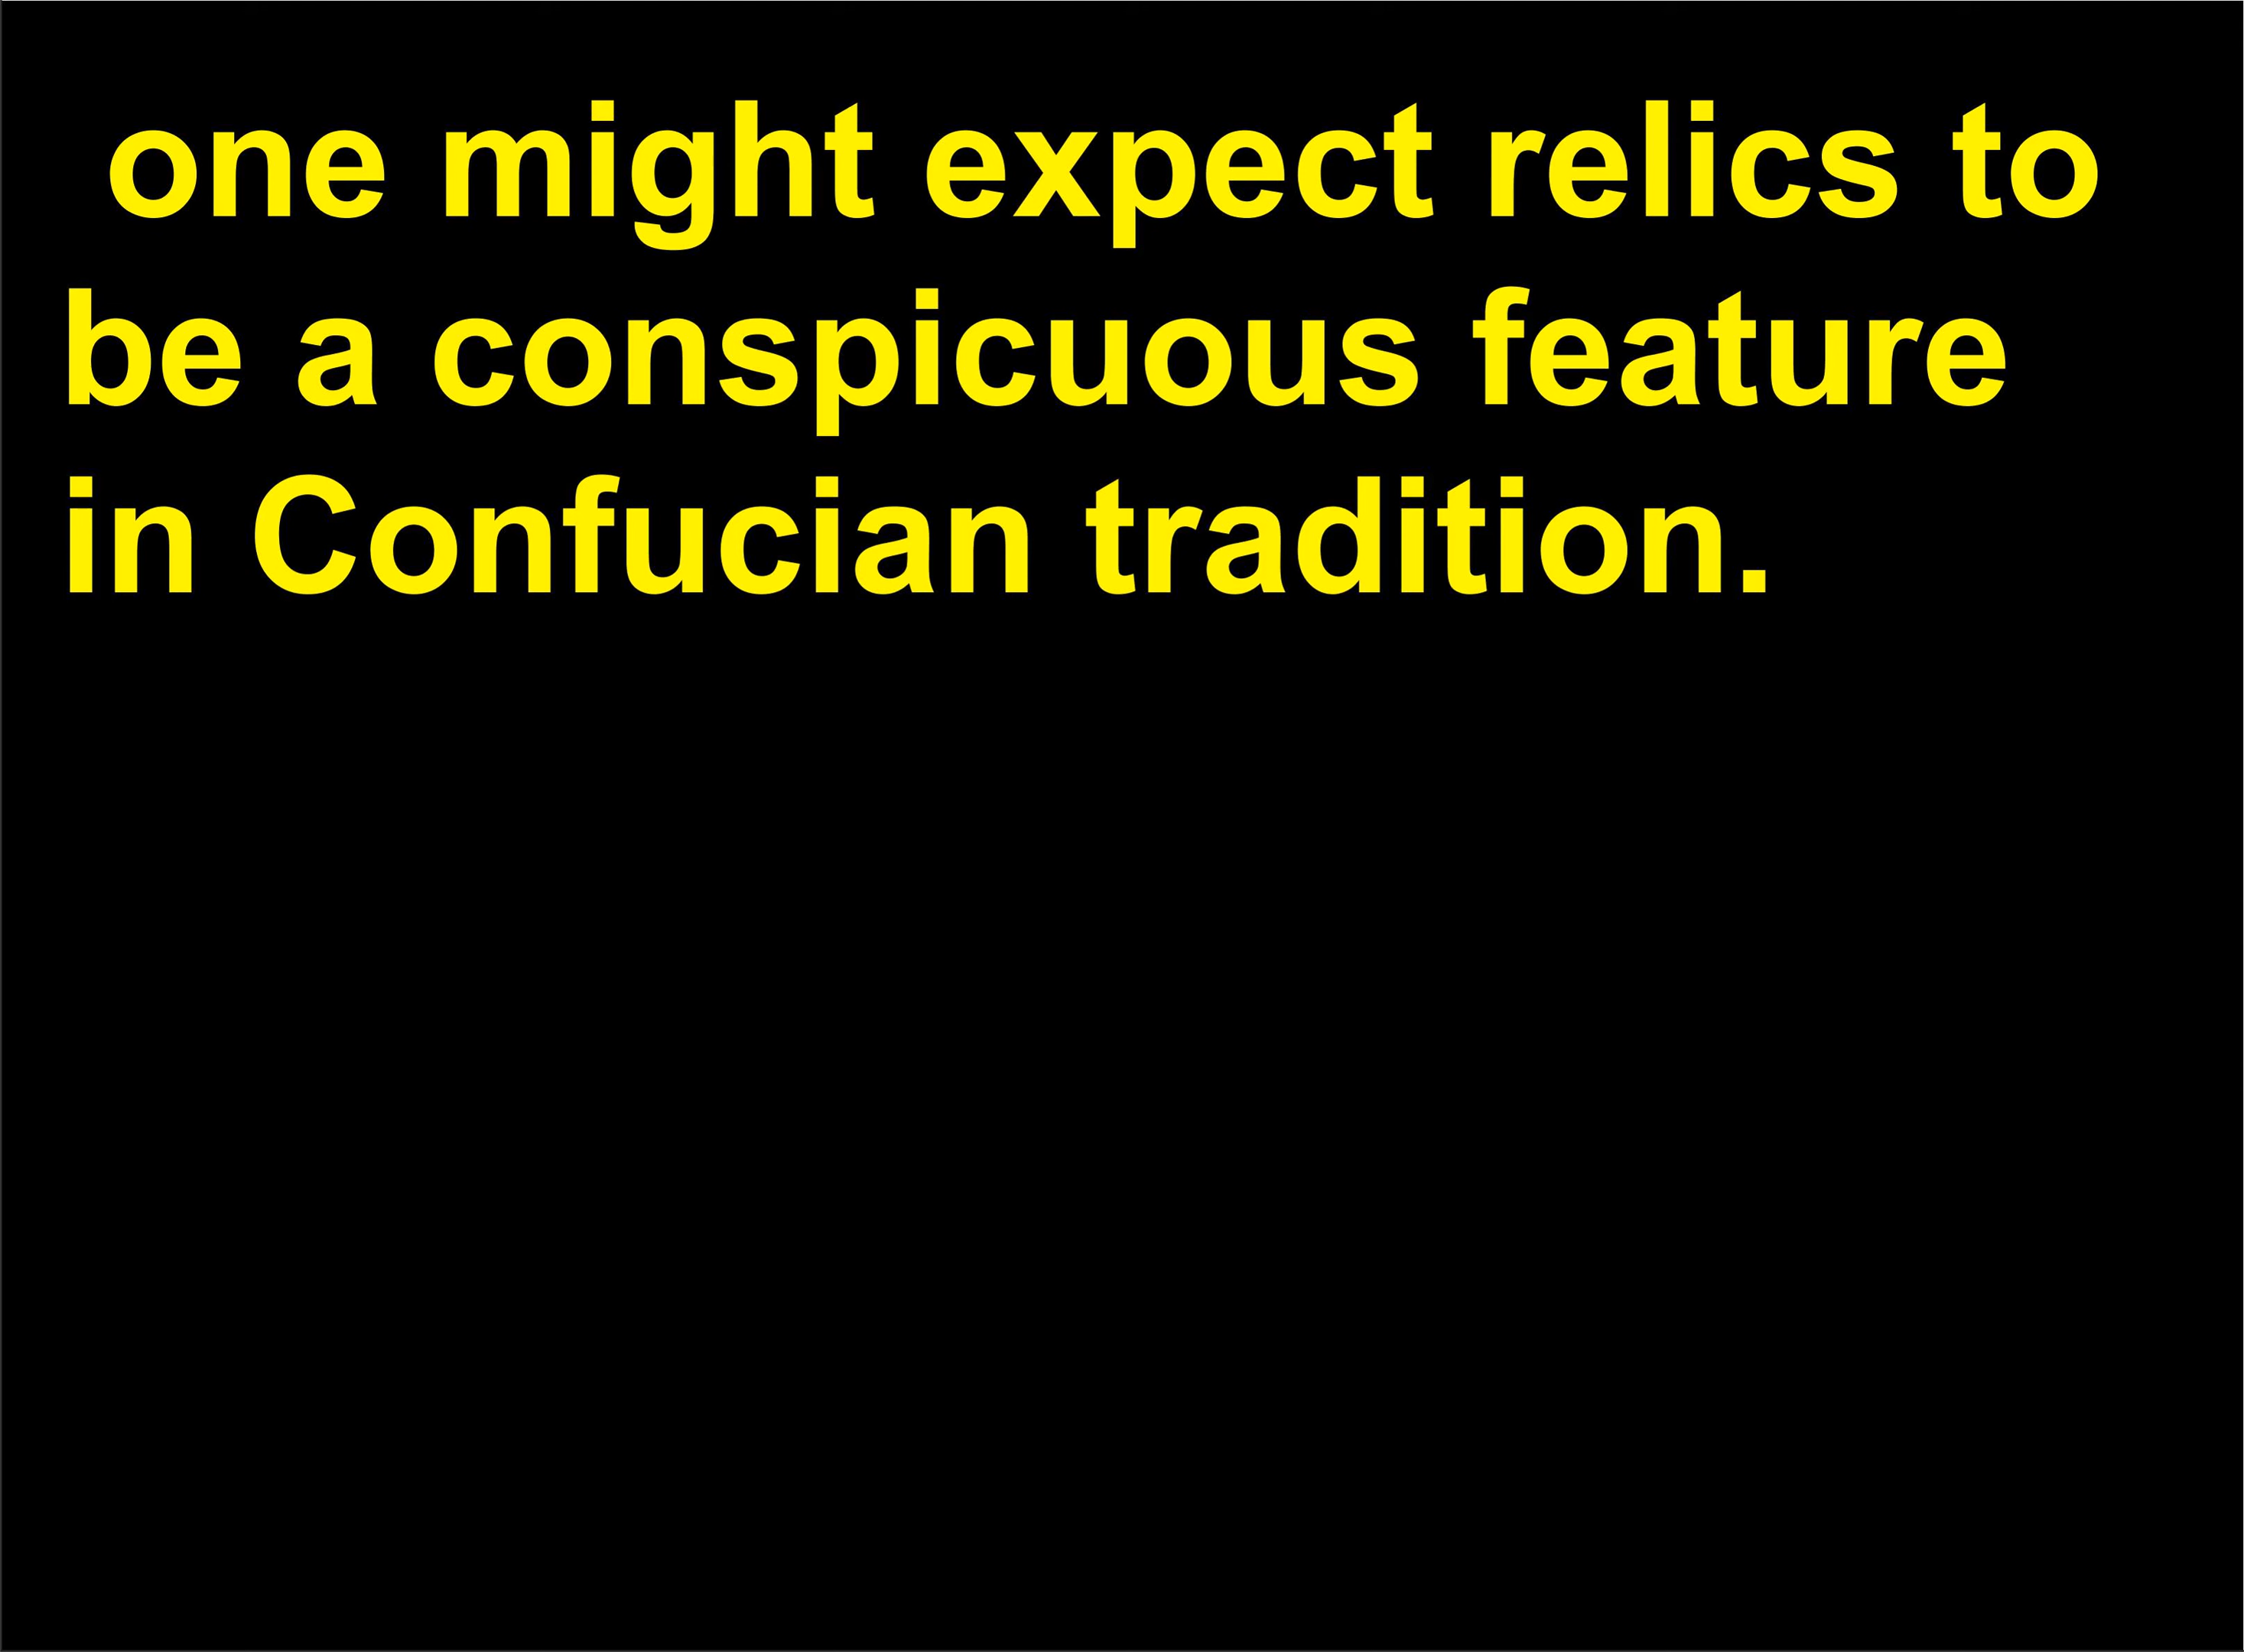 one might expect relics to
be a conspicuous feature
in Confucian tradition.